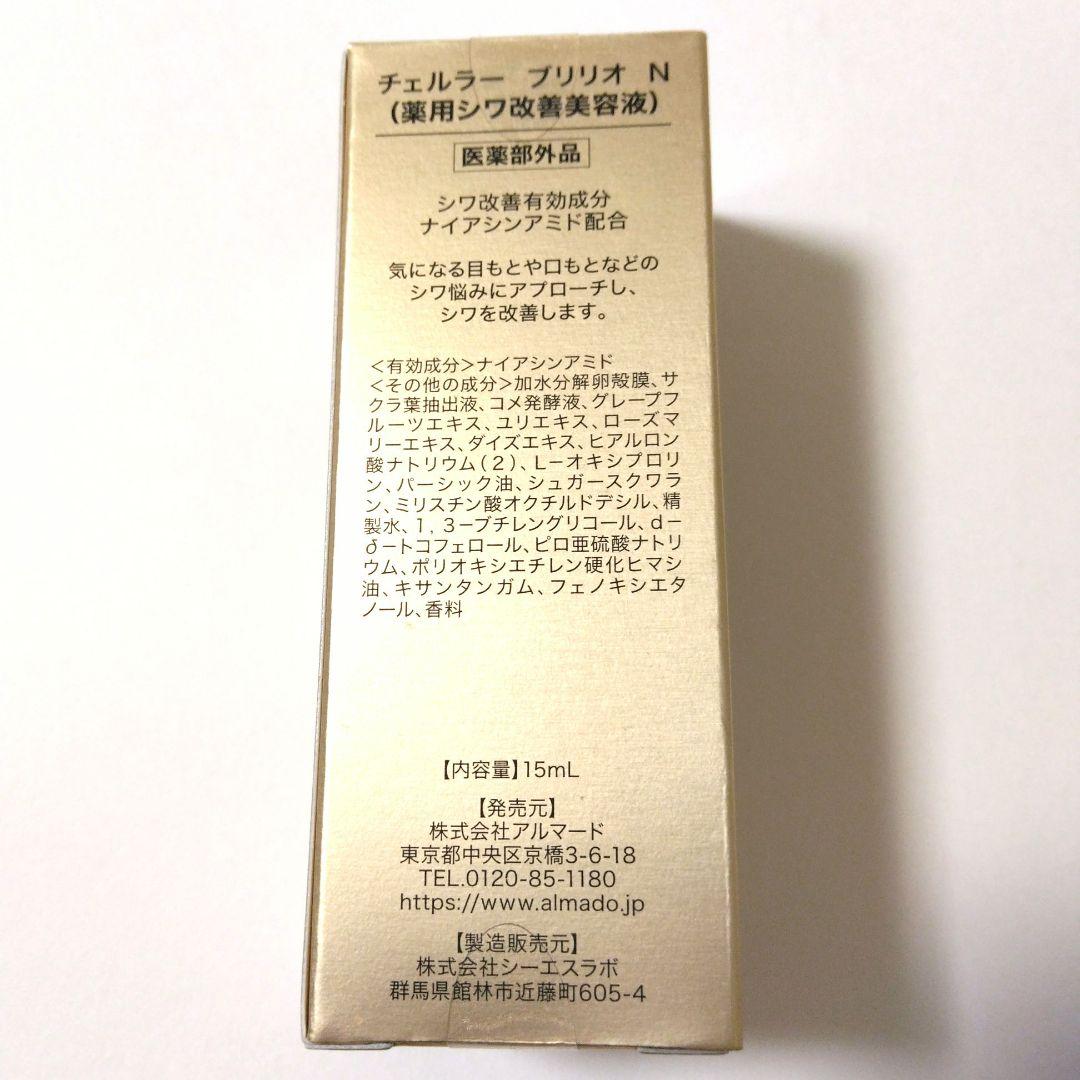 チェルラー　ブリリオ　N
(薬用シワ改善美容液)
医薬部外品
シワ改善有効成分
ナイアシンアミド配合
気になる目もとや口もとなどの
シワ悩みにアプローチし、
シワを改善します。
＜有効成分＞ナイアシンアミド
＜その他の成分＞加水分解卵殻膜、サ
クラ葉抽出液、コメ発酵液、グレープフ
ルーツエキス、ユリエキス、ローズマ
リーエキス、ダイズエキス、ヒアルロン
酸ナトリウム(2)、L−オキシプロリ
ン、パーシック油、シュガースクワラ
ン、ミリスチン酸オクチルドデシル、精
製水、1,3−ブチレングリコール、d−
δ−トコフェロール、ピロ亜硫酸ナトリ
ウム、ポリオキシエチレン硬化ヒマシ
油、キサンタンガム、フェノキシエタ
ノール、香料
【内容量】15mL
【発売元】
株式会社アルマード
東京都中央区京橋3-6-18
TEL.0120-85-1180
https://www.almado.jp
【製造販売元】
株式会社シーエスラボ
群馬県館林市近藤町605-4